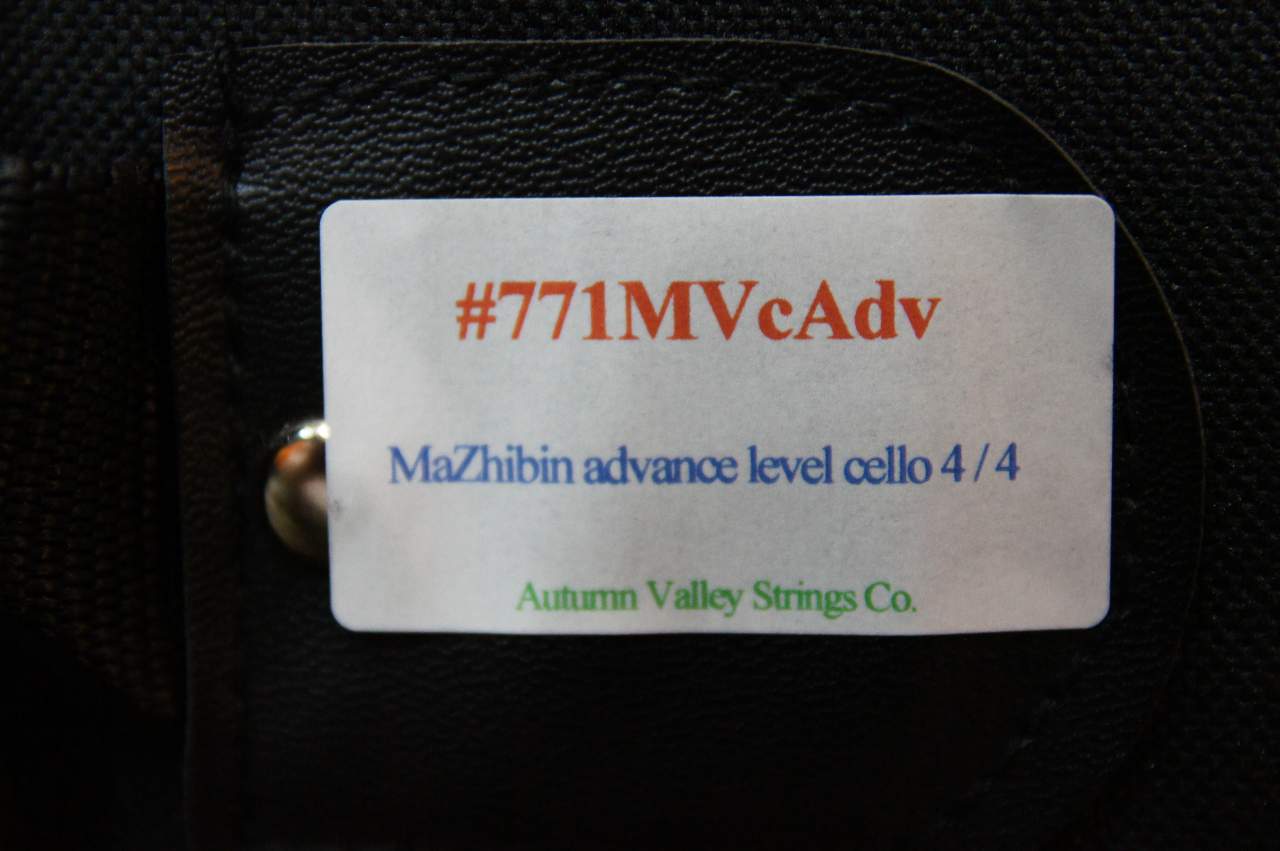 #771MVcAdv
MaZhibin advance level cello 4 / 4
Autumn Valley Strings Co.